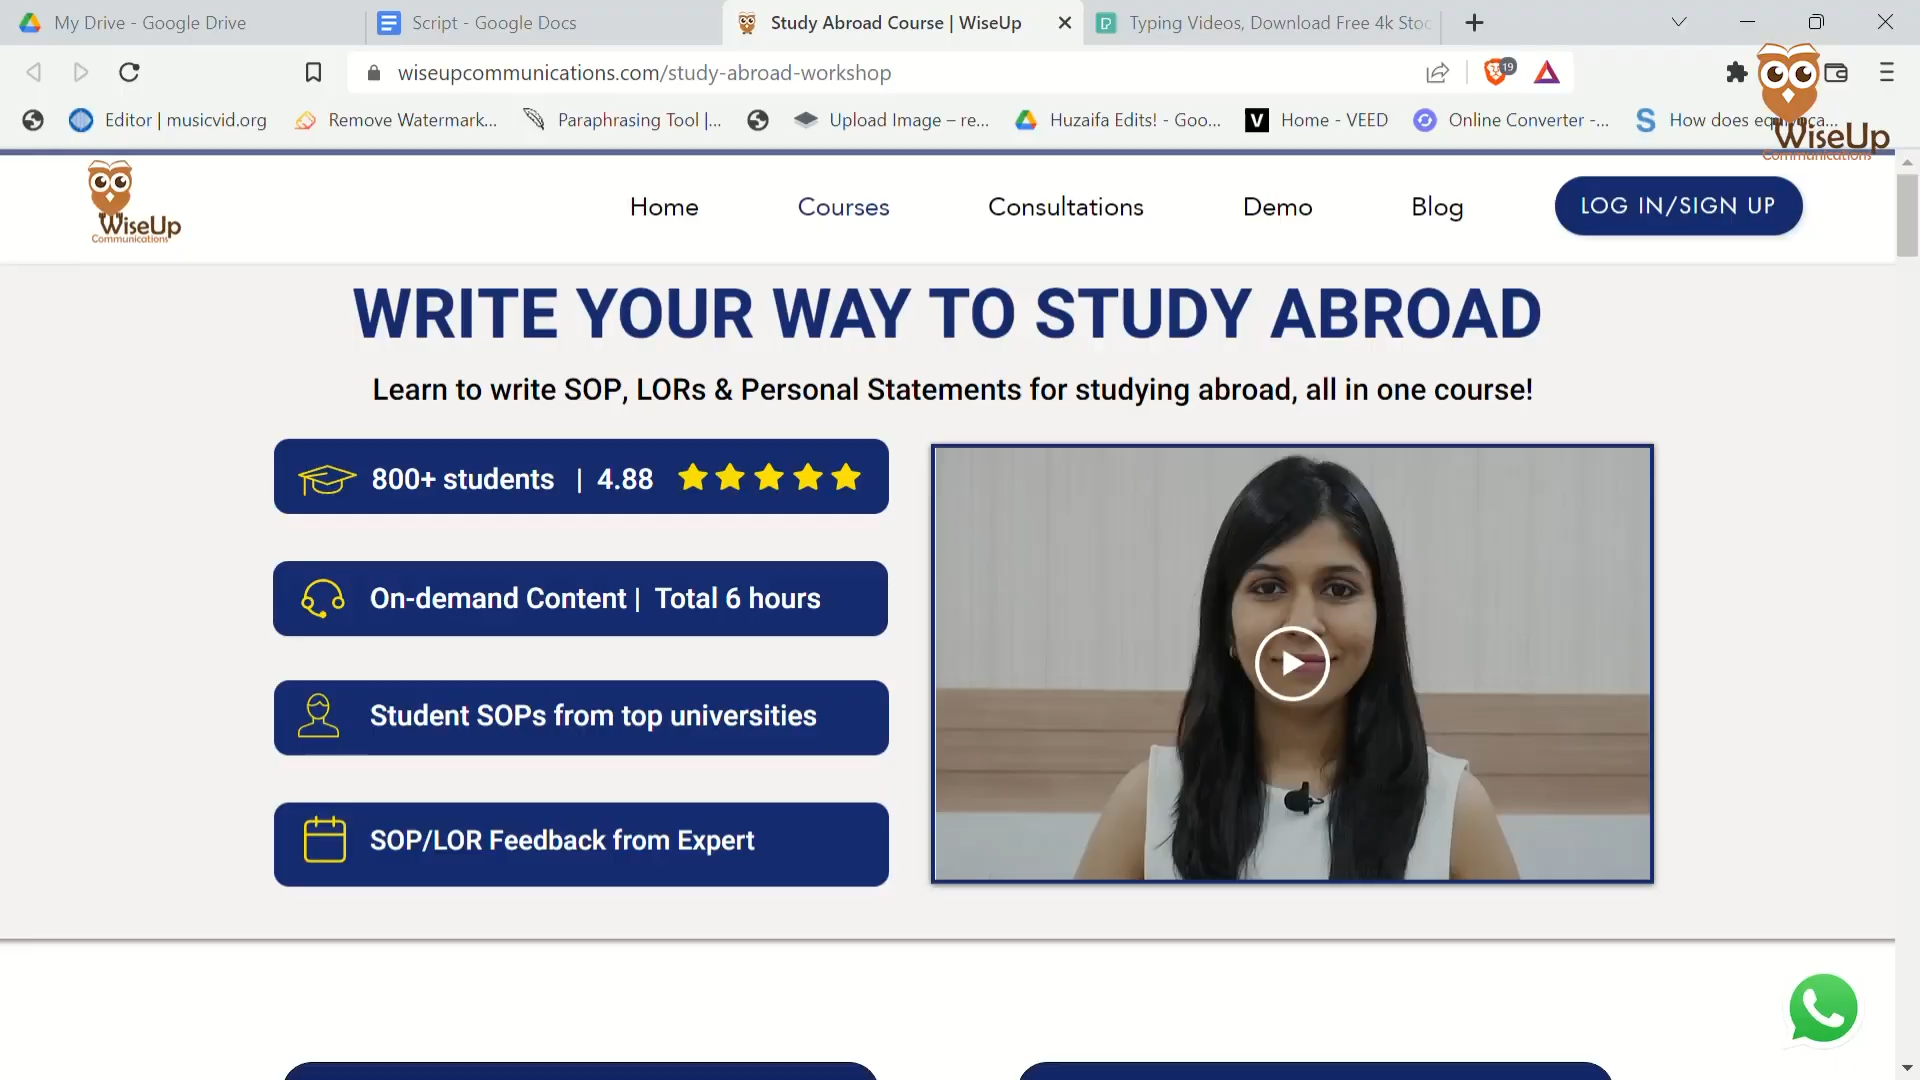 My Drive - Google Drive
Script - Google Docs
Study Abroad Course | WiseUp
Typing Videos, Download Free 4k Stoc
wiseupcommunications.com/study-abroad-workshop
19
Editor | musicvid.org
Remove Watermark...
Paraphrasing Tool |...
Upload Image – re...
Huzaifa Edits! - Goo...
V
Home - VEED
Online Converter -...
How does
WiseUp
Communications
WiseUp
Communications
Home
Courses
Consultations
Demo
Blog
LOG IN/SIGN UP
WRITE YOUR WAY TO STUDY ABROAD
Learn to write SOP, LORs & Personal Statements for studying abroad, all in one course!
800+ students | 4.88
On-demand Content | Total 6 hours
Student SOPs from top universities
SOP/LOR Feedback from Expert